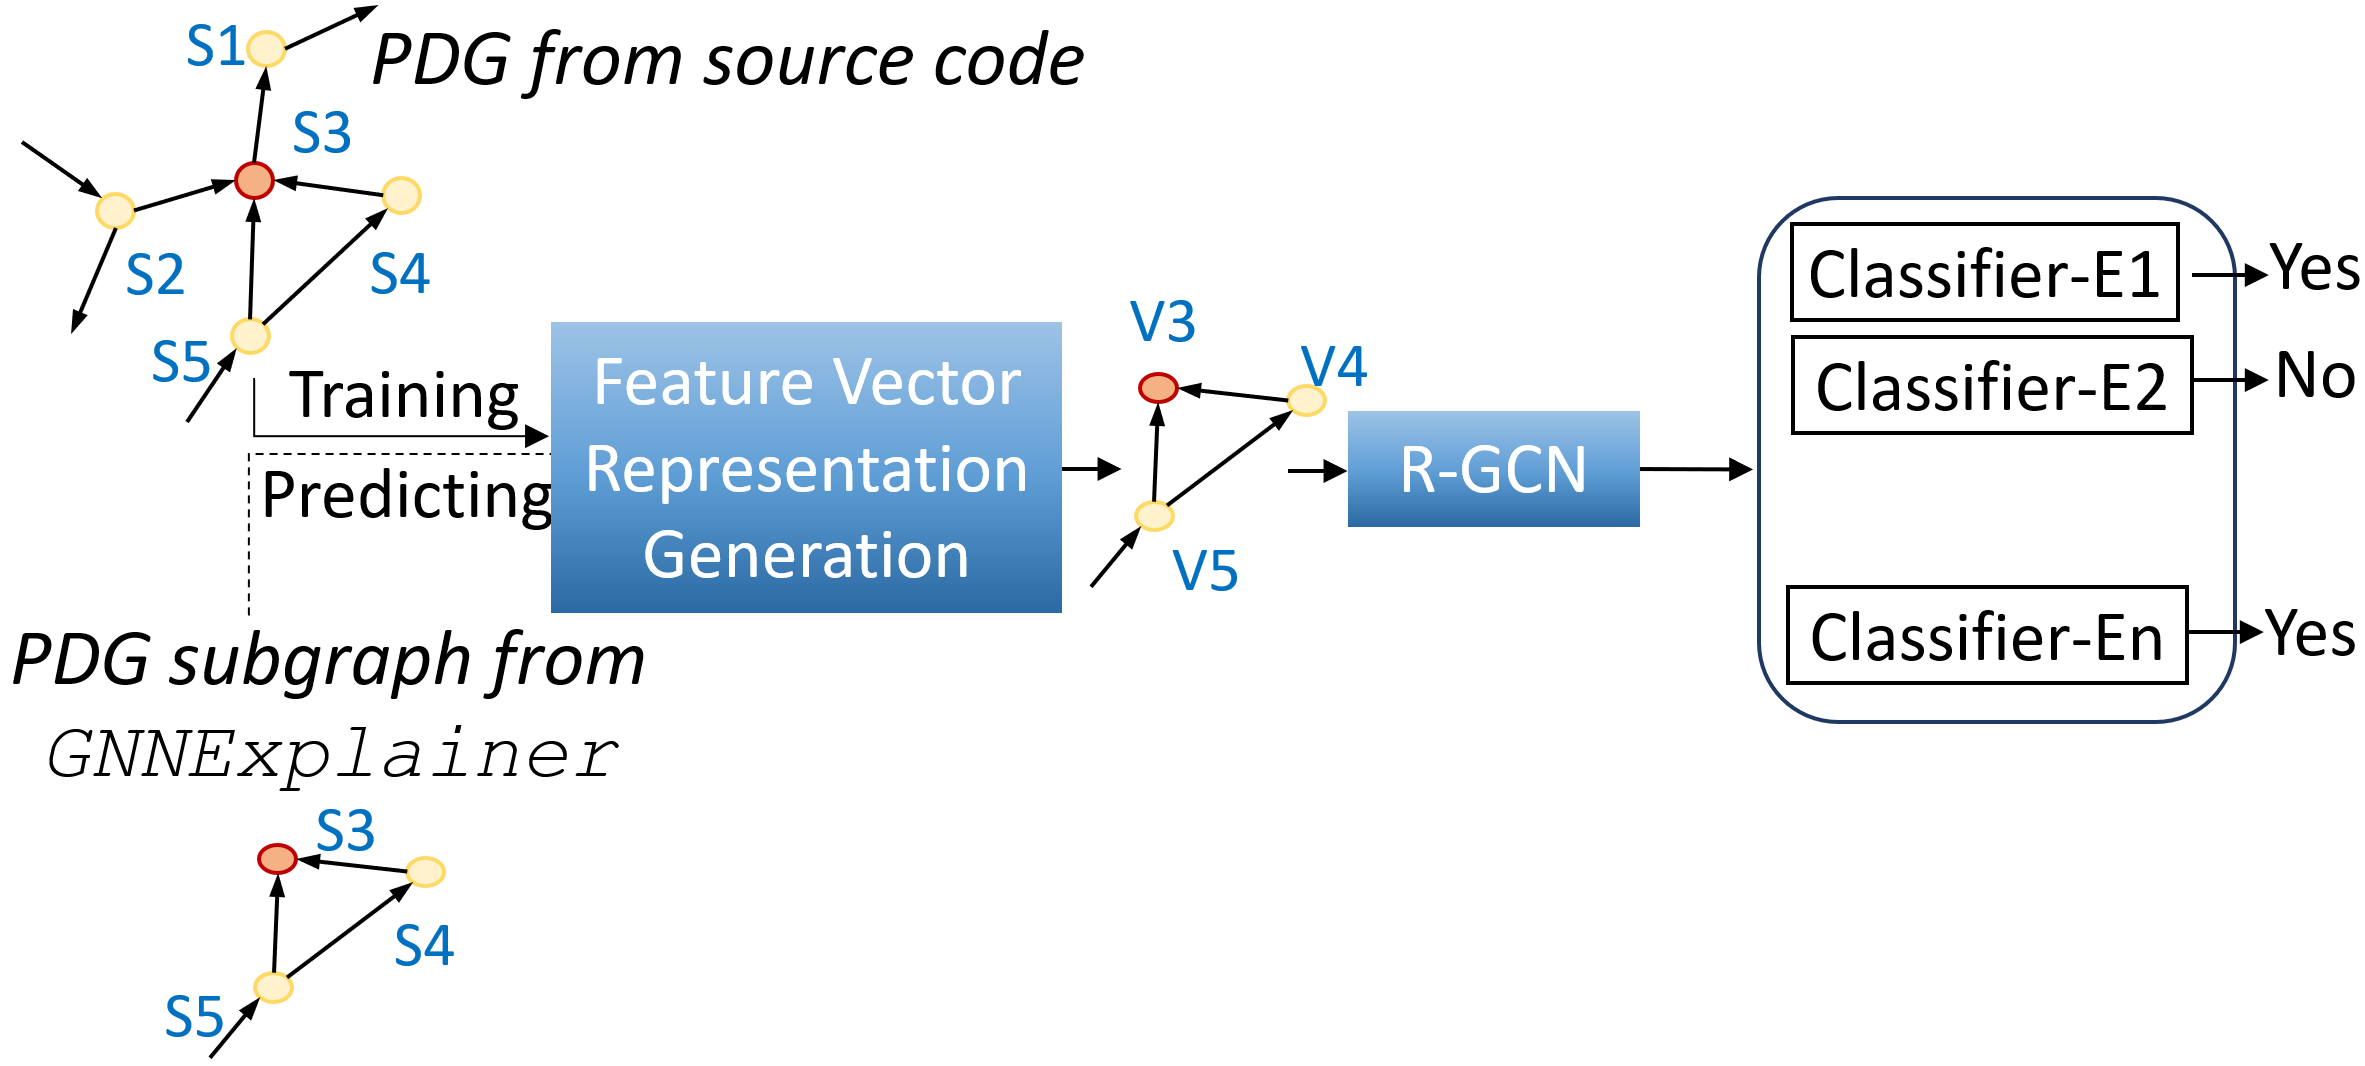 S1
PDG from source code
S3
S2
S4
S5
Training
Predicting
Feature Vector
Representation
Generation
V3
V4
V5
R-GCN
Classifier-E1
Yes
Classifier-E2
No
Classifier-En
Yes
PDG subgraph from
GNNExplainer
S3
S4
S5